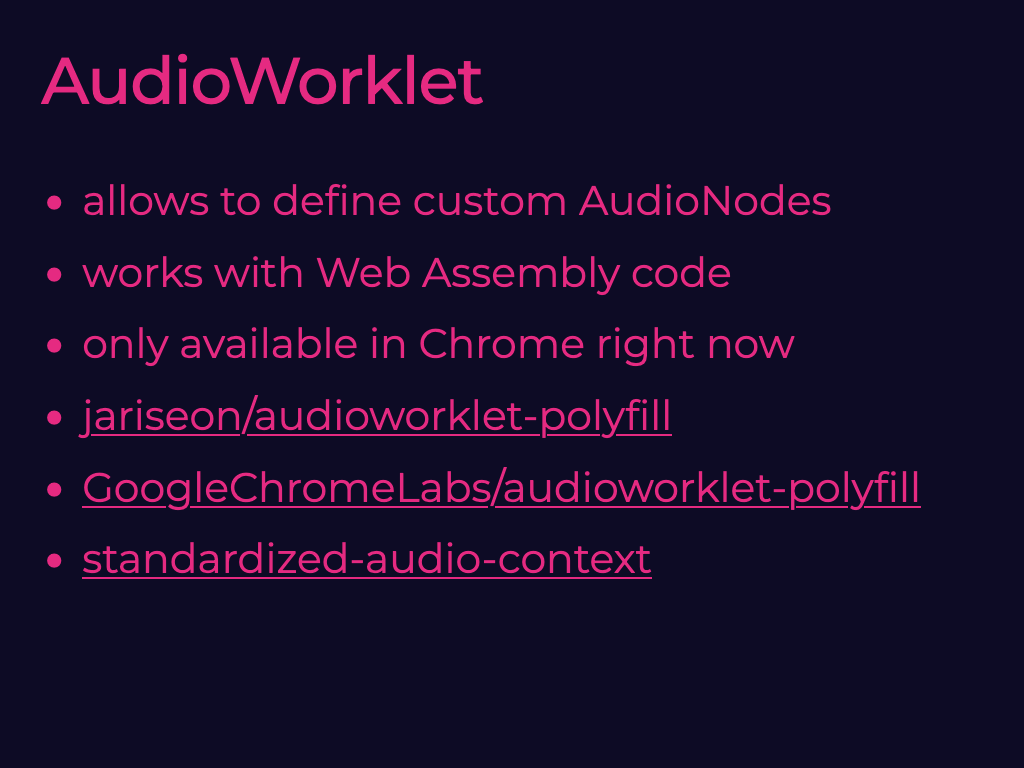 AudioWorklet
• allows to define custom AudioNodes
• works with Web Assembly code
• only available in Chrome right now
• jariseon/audioworklet-polyfill
• GoogleChromeLabs/audioworklet-polyfill
• standardized-audio-context